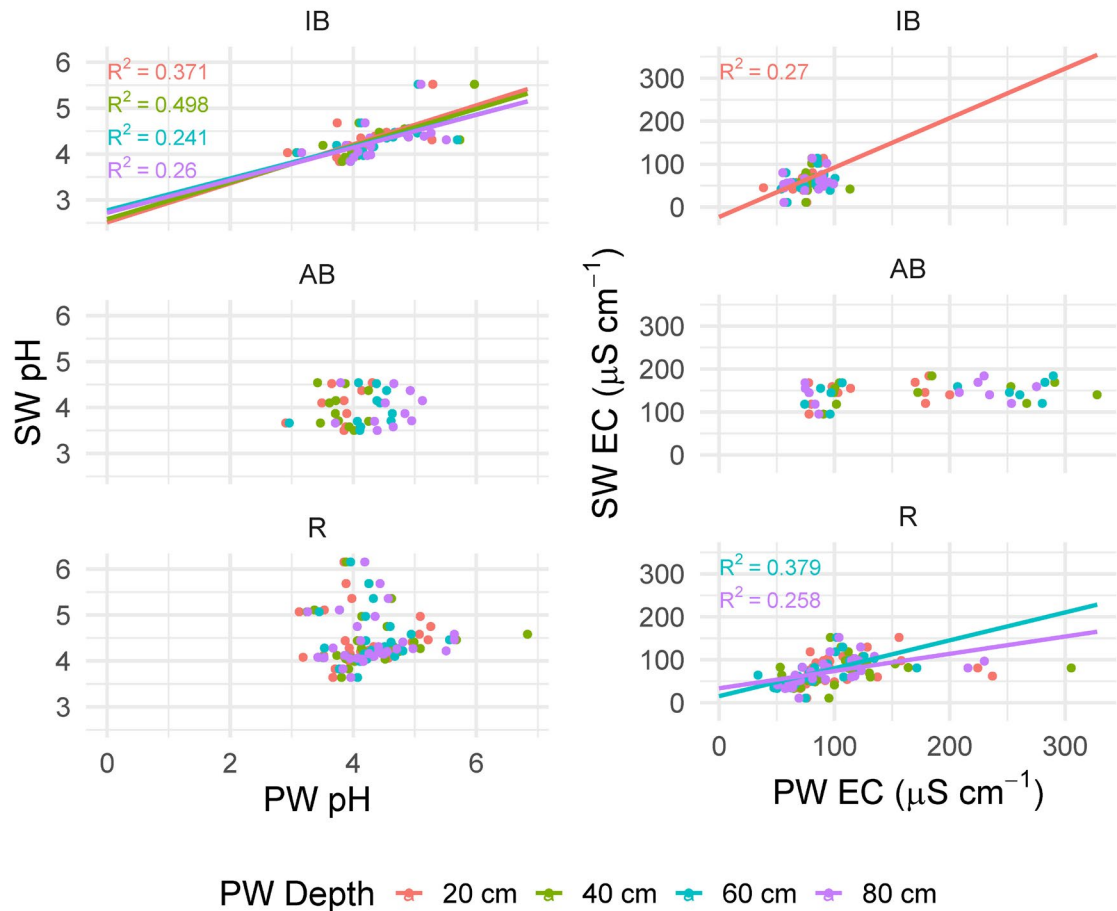 IB
6
5
4
3
R² = 0.371
R² = 0.498
R² = 0.241
R² = 0.26
AB
6
5
4
3
R
6
5
4
3
0 2 4 6
SW pH
PW pH
IB
300
200
100
0
R² = 0.27
AB
300
200
100
0
R
300
200
100
0
R² = 0.379
R² = 0.258
0 100 200 300
SW EC (μS cm⁻¹)
PW EC (μS cm⁻¹)
PW Depth a 20 cm a 40 cm a 60 cm a 80 cm